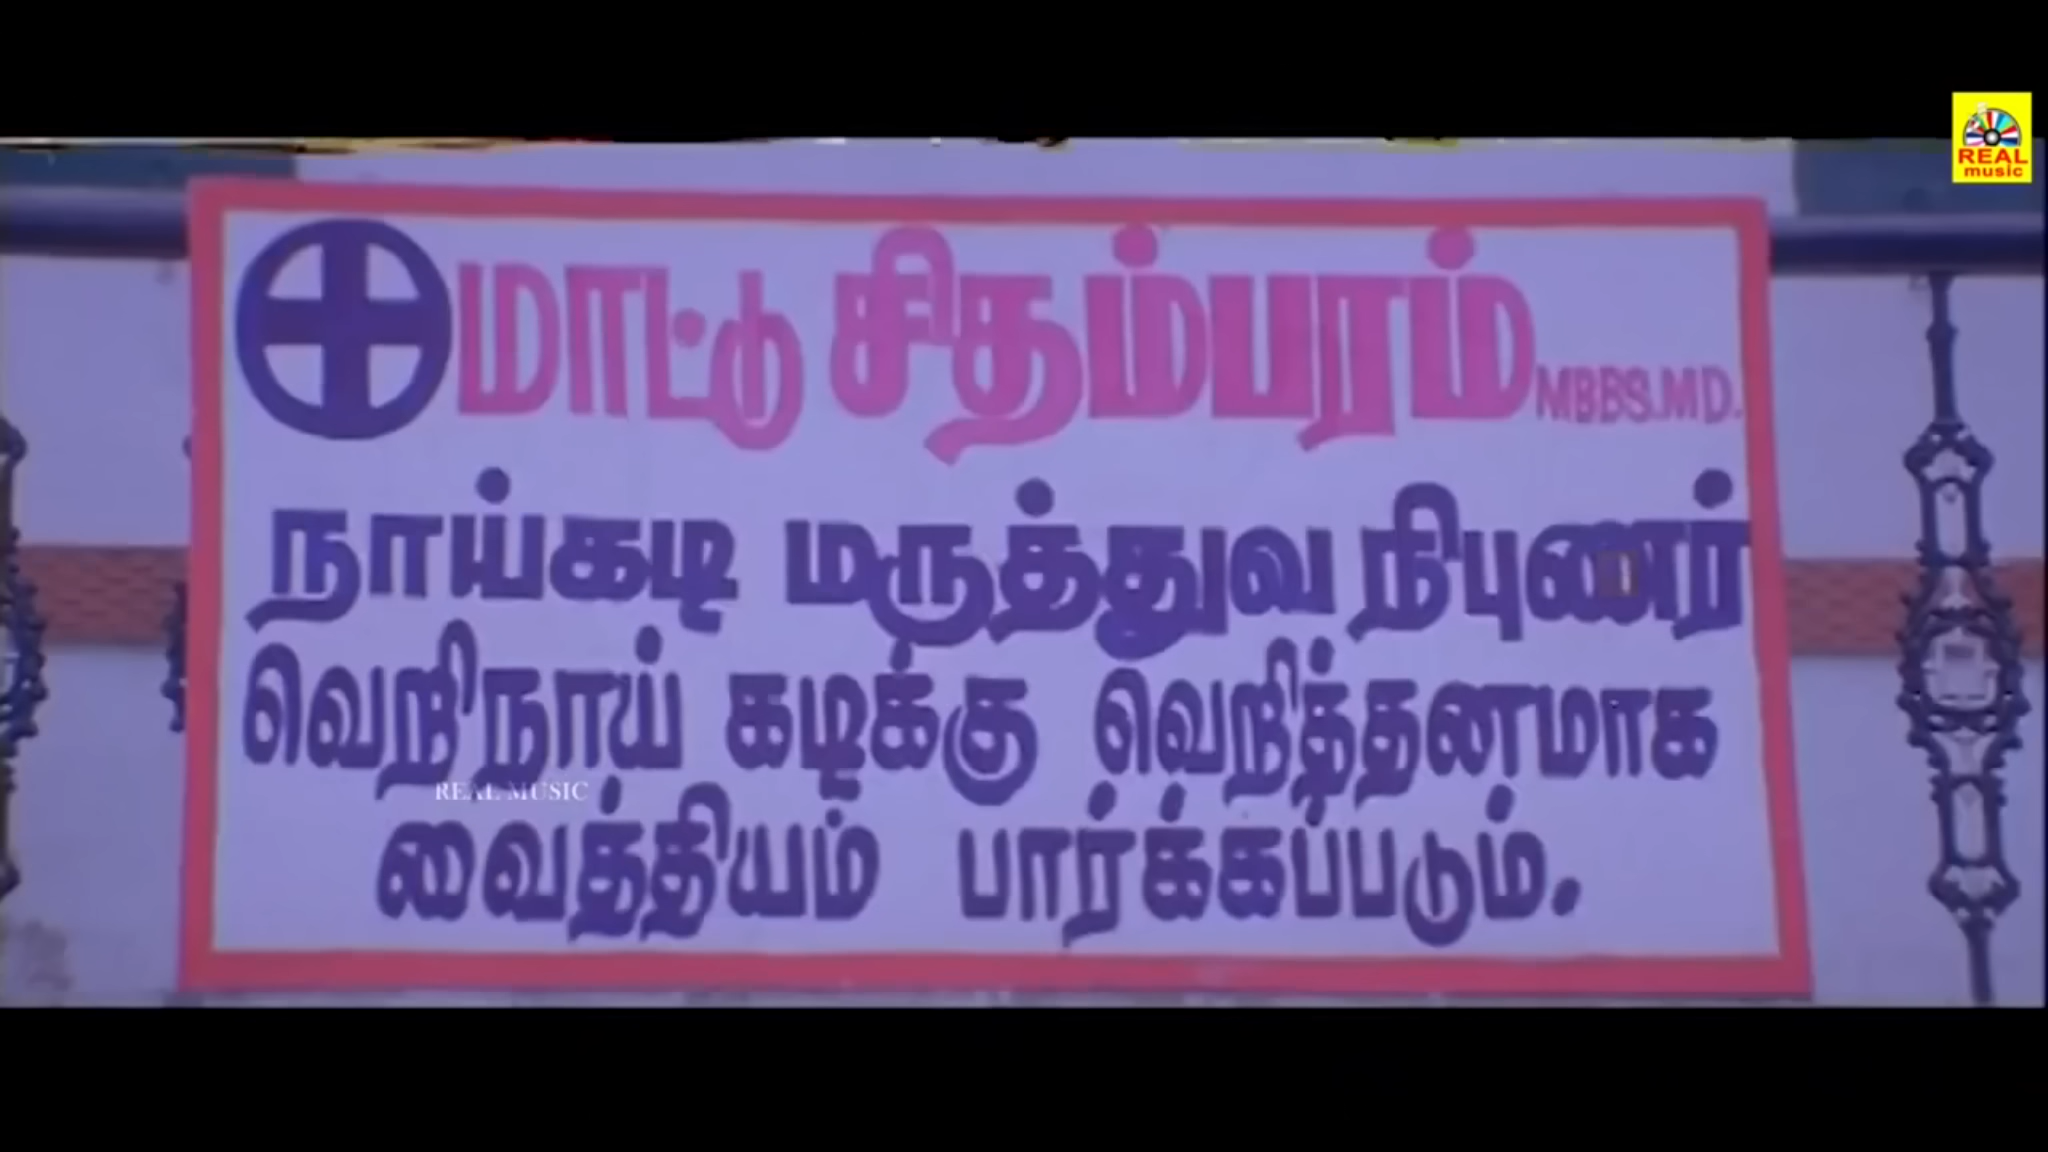 REAL
music
மாட்டு சிதம்பரம் MBBS.MD.
நாய்கடி மருத்துவ நிபுணர்
வெறிநாய் கடிக்கு வெறித்தனமாக
REAL MUSIC
வைத்தியம் பார்க்கப்படும்.